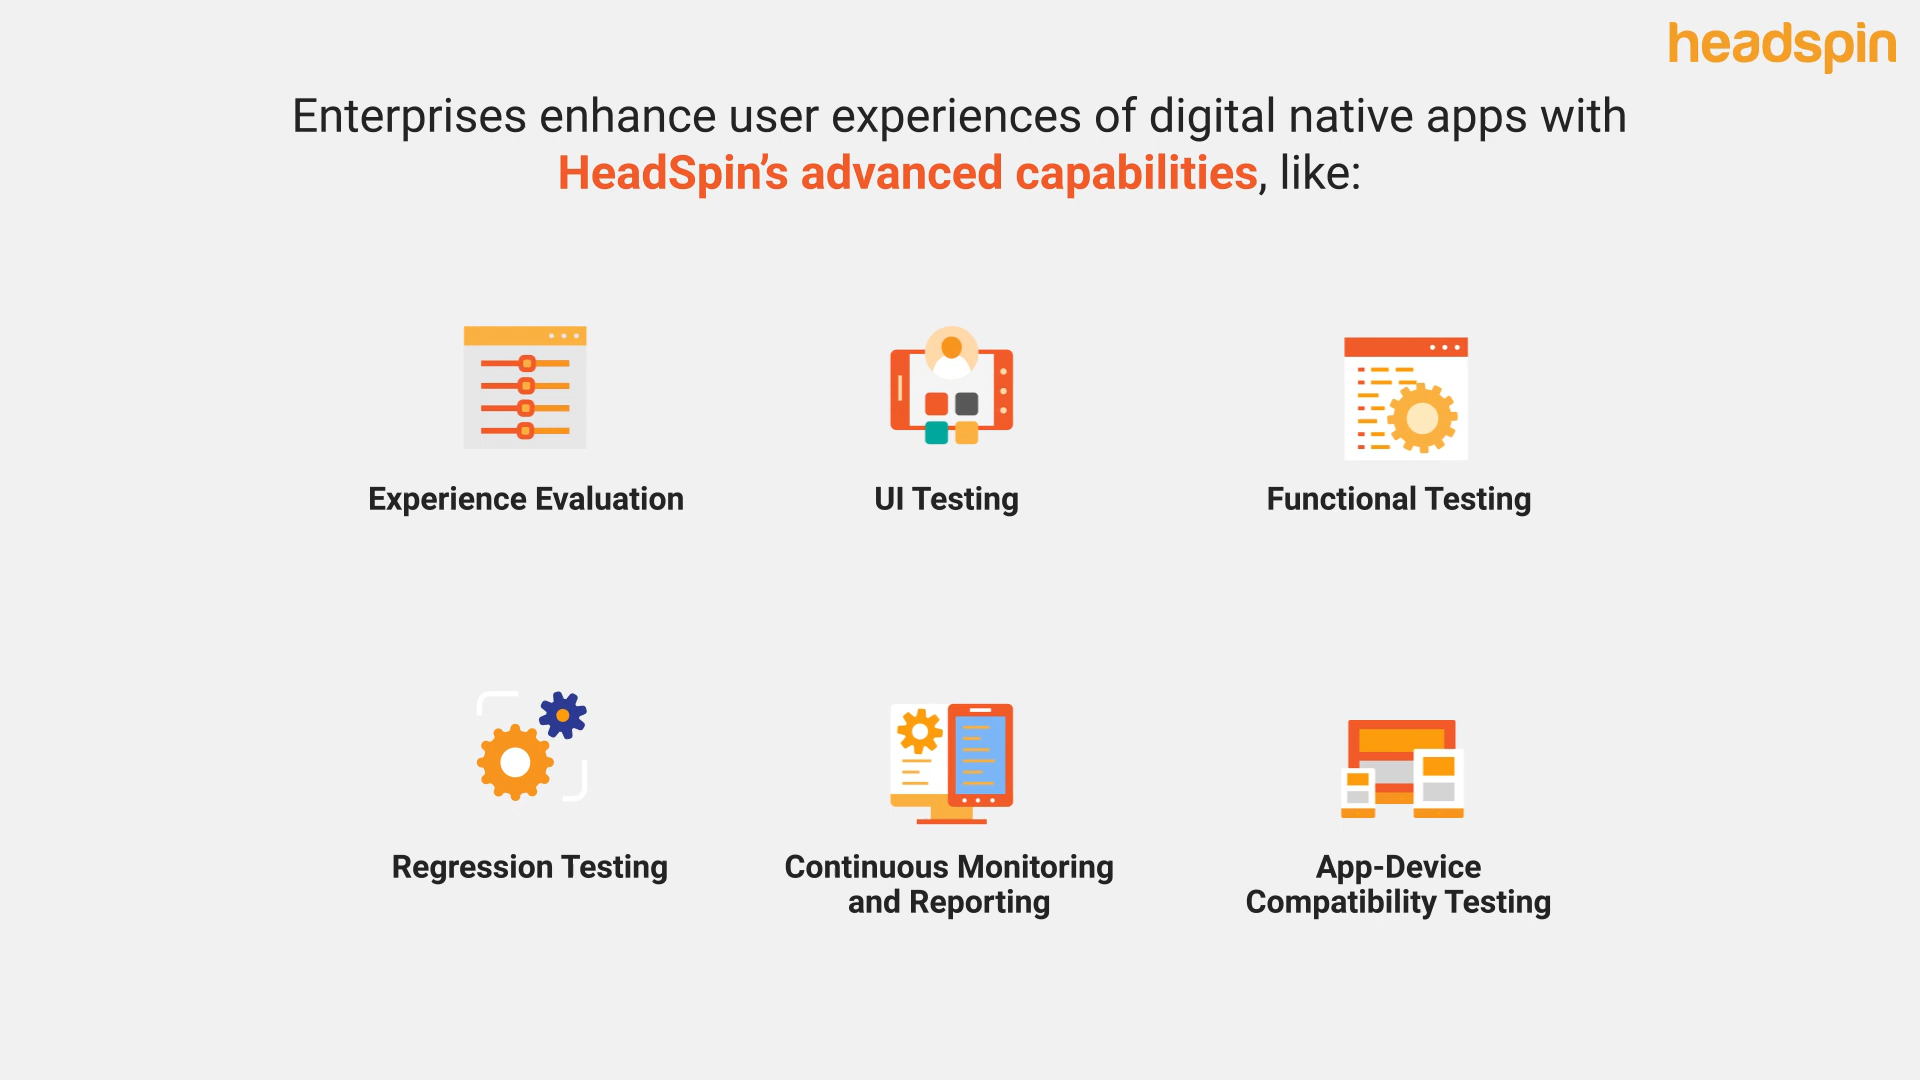 headspin
Enterprises enhance user experiences of digital native apps with
HeadSpin’s advanced capabilities, like:
Experience Evaluation
UI Testing
Functional Testing
Regression Testing
Continuous Monitoring
and Reporting
App-Device
Compatibility Testing